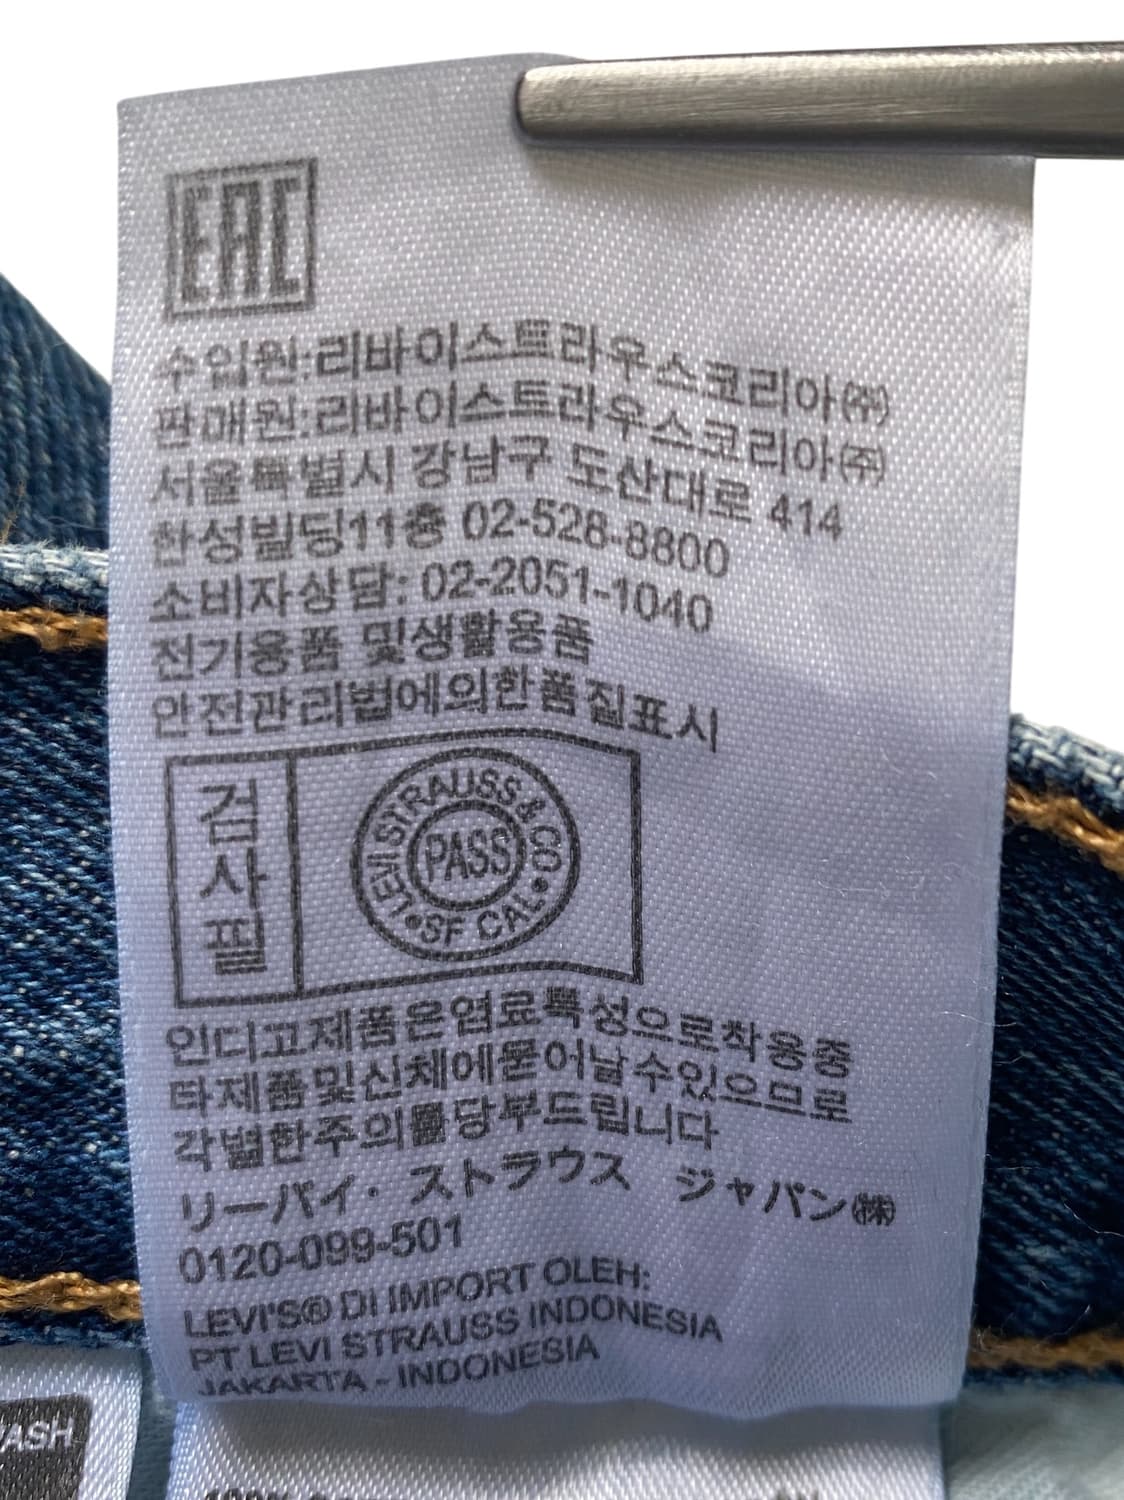 EAC
수입원:리바이스트라우스코리아㈜
판매원:리바이스트라우스코리아㈜
서울특별시 강남구 도산대로 414
한성빌딩11층 02-528-8800
소비자상담: 02-2051-1040
전기용품 및생활용품
안전관리법에의한품질표시
검사필
LEVI STRAUSS & CO
PASS
•SF CAL•
인디고제품은염료특성으로착용중
타제품및신체에묻어날수있으므로
각별한주의를당부드립니다
リーバイ・ストラウス ジャパン㈱
0120-099-501
LEVI'S® DI IMPORT OLEH:
PT LEVI STRAUSS INDONESIA
JAKARTA - INDONESIA